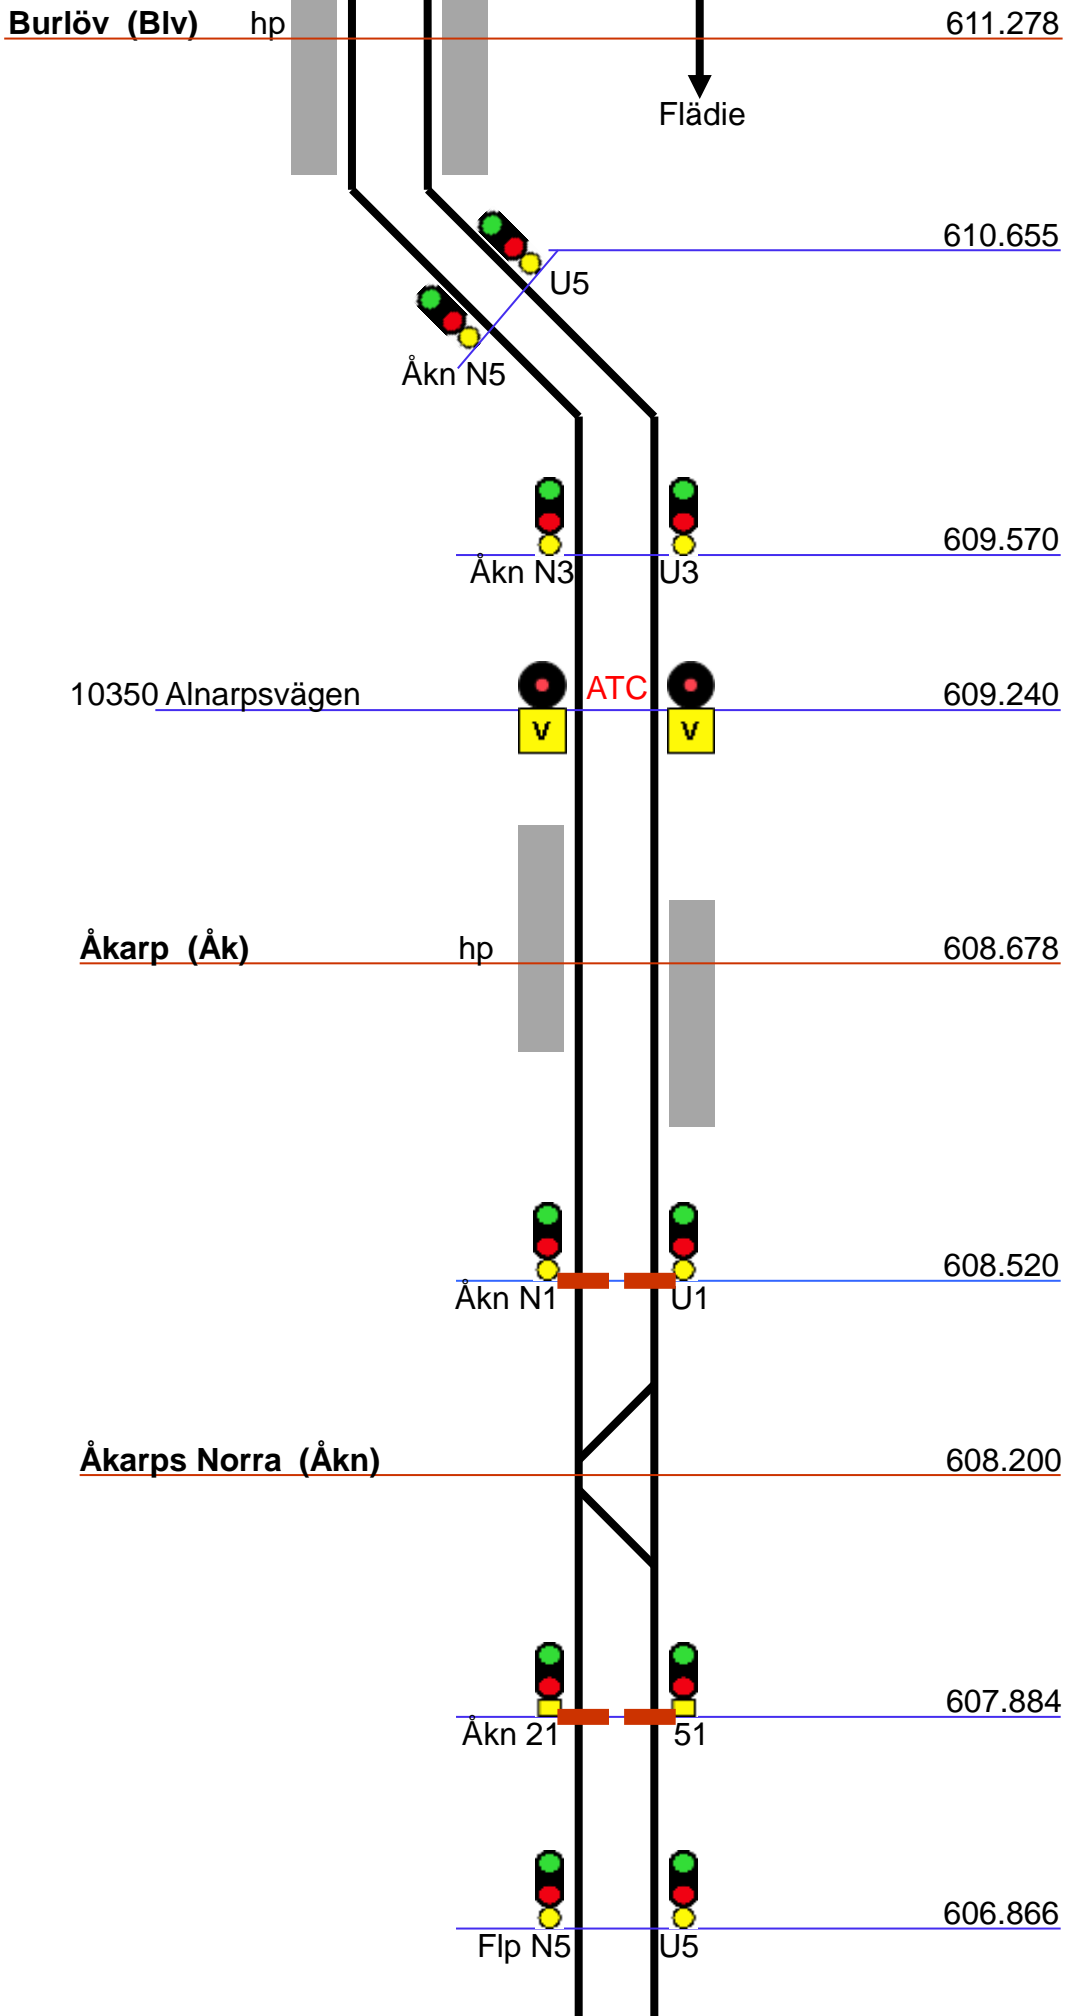 Burlöv (Blv) hp 611.278
Flädie
610.655
U5
Åkn N5
609.570
Åkn N3 U3
10350 Alnarpsvägen ATC 609.240
V V
Åkarp (Åk) hp 608.678
608.520
Åkn N1 U1
Åkarps Norra (Åkn) 608.200
607.884
Åkn 21 51
606.866
Flp N5 U5